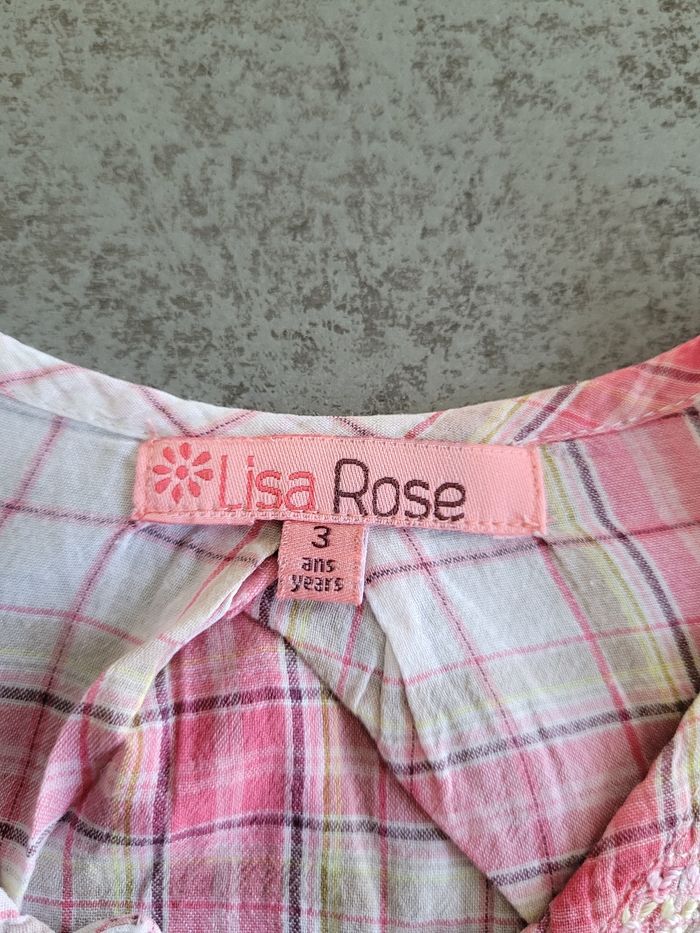 Lisa Rose
3
ans
years